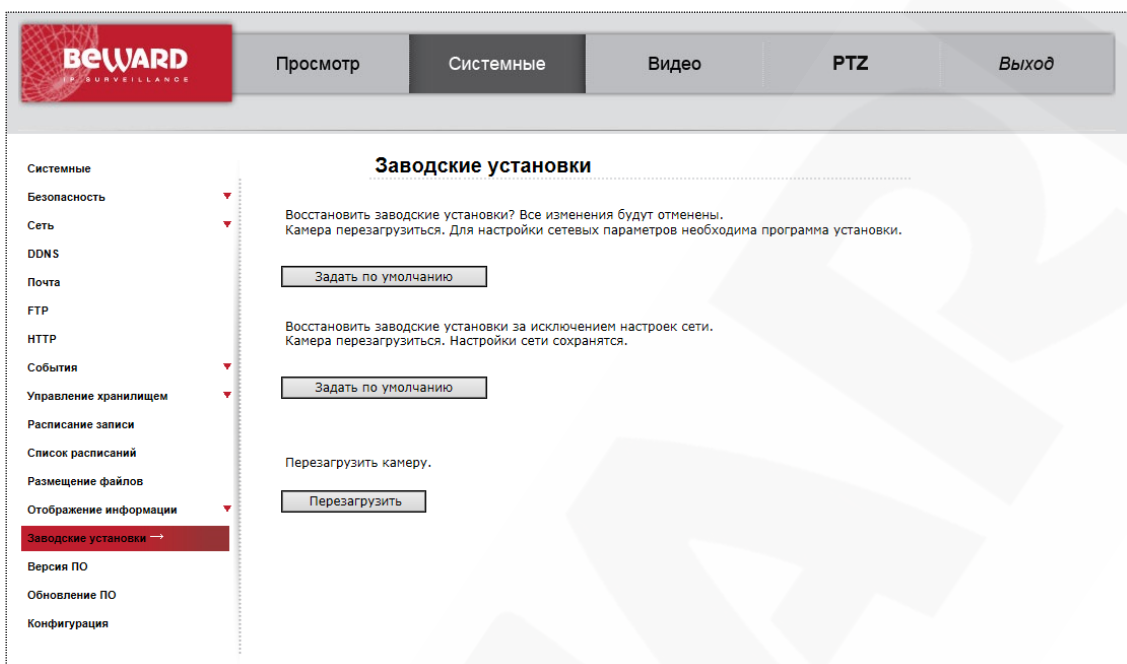 BEWARD
IP SURVEILLANCE
Просмотр
Системные
Видео
PTZ
Выход
Системные
Безопасность
Сеть
DDNS
Почта
FTP
HTTP
События
Управление хранилищем
Расписание записи
Список расписаний
Размещение файлов
Отображение информации
Заводские установки →
Версия ПО
Обновление ПО
Конфигурация
Заводские установки
Восстановить заводские установки? Все изменения будут отменены.
Камера перезагрузиться. Для настройки сетевых параметров необходима программа установки.
Задать по умолчанию
Восстановить заводские установки за исключением настроек сети.
Камера перезагрузиться. Настройки сети сохранятся.
Задать по умолчанию
Перезагрузить камеру.
Перезагрузить